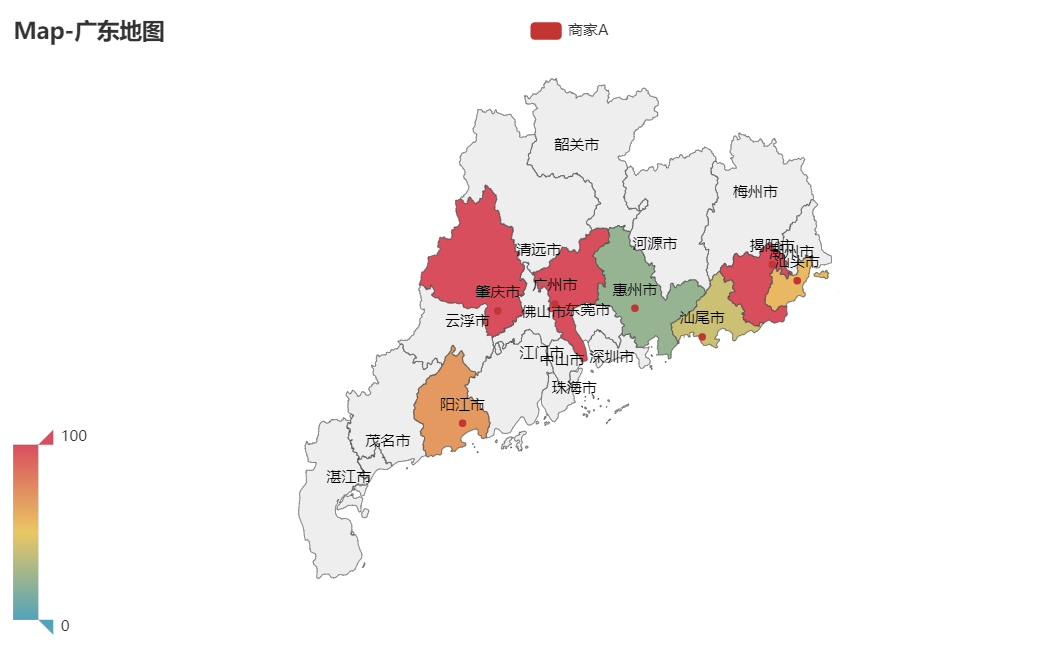 Map-广东地图
商家A
韶关市
梅州市
河源市
清远市
揭阳市
潮州市
汕头市
广州市
肇庆市
惠州市
佛山市
东莞市
云浮市
汕尾市
江门市
中山市
深圳市
珠海市
阳江市
茂名市
湛江市
100
0